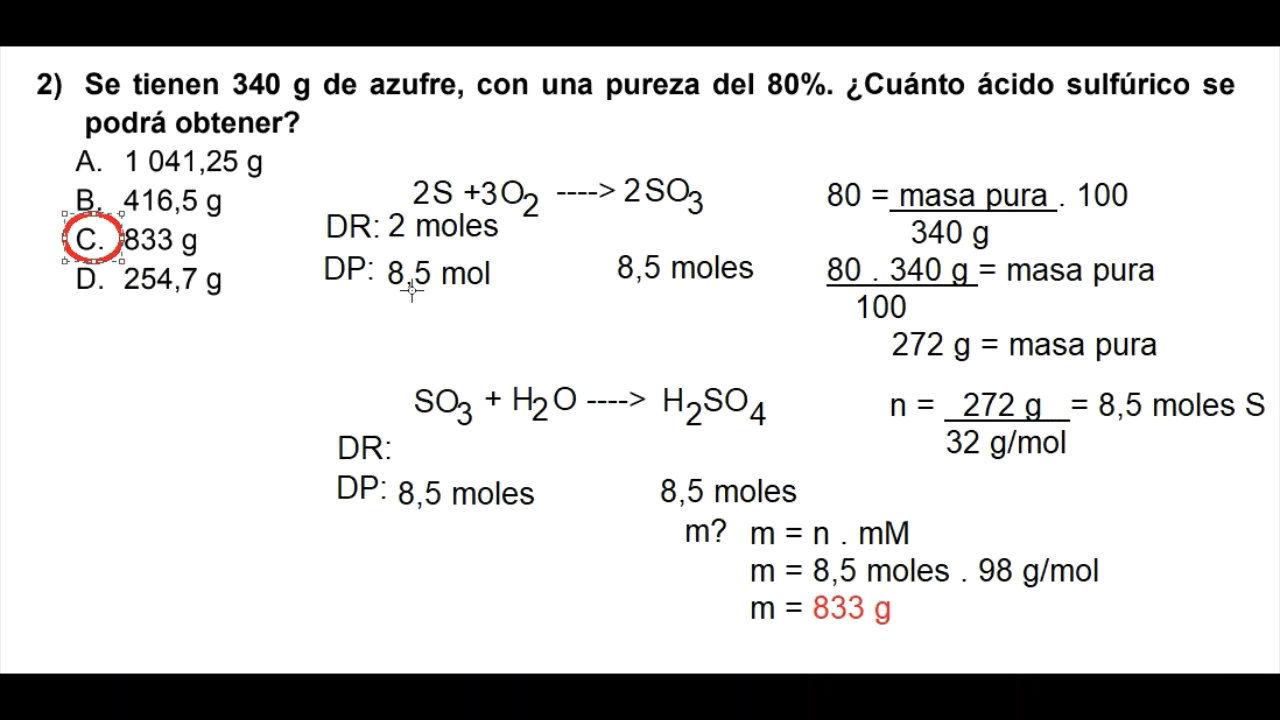 2) Se tienen 340 g de azufre, con una pureza del 80%. ¿Cuánto ácido sulfúrico se
podrá obtener?
A. 1 041,25 g
B. 416,5 g
C. 833 g
D. 254,7 g
2S +3O2 ----> 2SO3
DR: 2 moles
DP: 8,5 mol 8,5 moles
80 = masa pura . 100
340 g
80 . 340 g = masa pura
100
272 g = masa pura
SO3 + H2O ----> H2SO4
DR:
DP: 8,5 moles 8,5 moles
n = 272 g = 8,5 moles S
32 g/mol
m? m = n . mM
m = 8,5 moles . 98 g/mol
m = 833 g